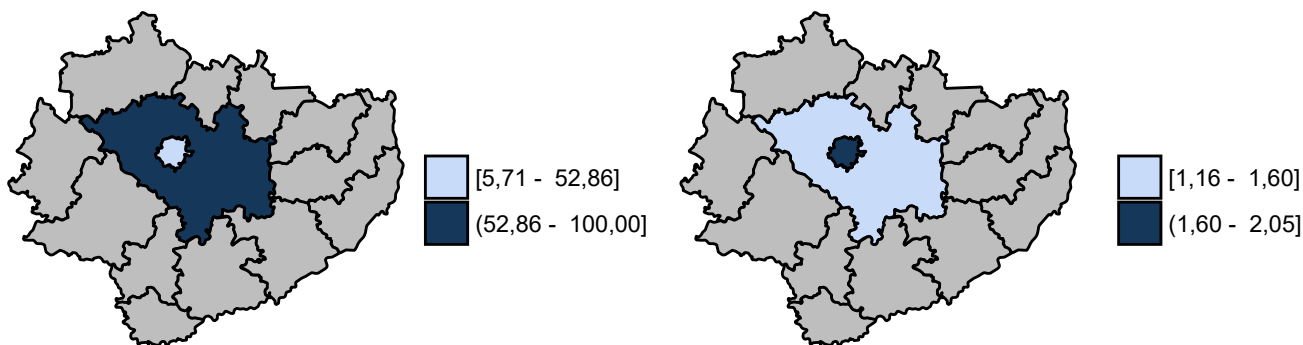 [5,71 - 52,86]
(52,86 - 100,00]
[1,16 - 1,60]
(1,60 - 2,05]